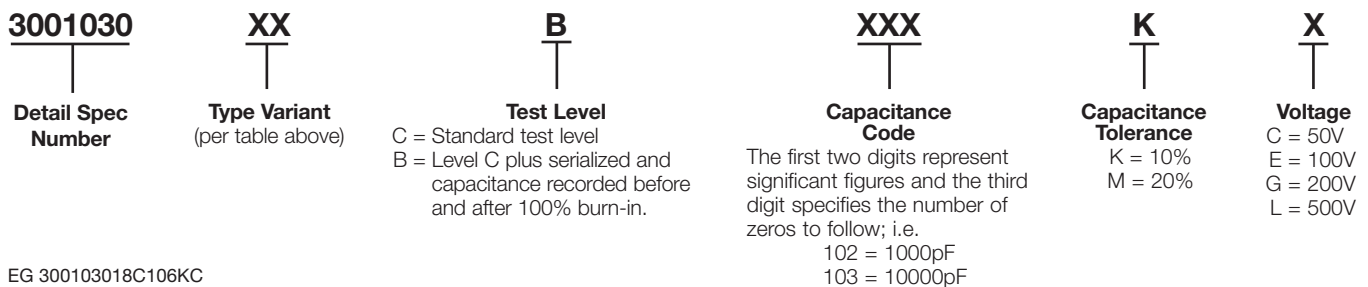 3001030
XX
B
XXX
K
X
Detail Spec
Number
Type Variant
(per table above)
Test Level
C = Standard test level
B = Level C plus serialized and
capacitance recorded before
and after 100% burn-in.
Capacitance
Code
The first two digits represent
significant figures and the third
digit specifies the number of
zeros to follow; i.e.
102 = 1000pF
103 = 10000pF
Capacitance
Tolerance
K = 10%
M = 20%
Voltage
C = 50V
E = 100V
G = 200V
L = 500V
EG 300103018C106KC